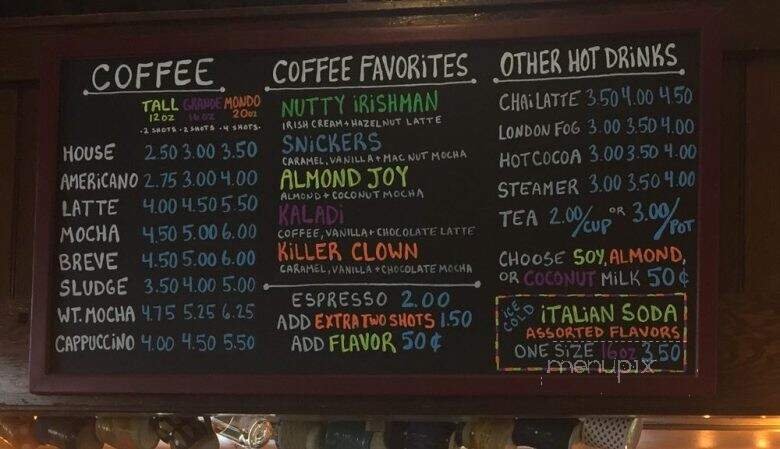 COFFEE
TALL GRANDE MONDO
12oz 16oz 20oz
-2 SHOTS- -2 SHOTS- -4 SHOTS-
HOUSE 2.50 3.00 3.50
AMERiCANO 2.75 3.00 4.00
LATTE 4.00 4.50 5.50
MOCHA 4.50 5.00 6.00
BREVE 4.50 5.00 6.00
SLUDGE 3.50 4.00 5.00
WT. MOCHA 4.75 5.25 6.25
CAPPUCCiNO 4.00 4.50 5.50
COFFEE FAVORiTES
NUTTY iRiSHMAN
IRISH CREAM + HAZELNUT LATTE
SNiCKERS
CARAMEL, VANILLA + MAC NUT MOCHA
ALMOND JOY
ALMOND + COCONUT MOCHA
KALADi
COFFEE, VANILLA + CHOCOLATE LATTE
KiLLER CLOWN
CARAMEL, VANILLA + CHOCOLATE MOCHA
ESPRESSO 2.00
ADD EXTRA TWO SHOTS 1.50
ADD FLAVOR 50¢
OTHER HOT DRiNKS
CHAi LATTE 3.50 4.00 4.50
LONDON FOG 3.00 3.50 4.00
HOT COCOA 3.00 3.50 4.00
STEAMER 3.00 3.50 4.00
TEA 2.00/CUP OR 3.00/POT
CHOOSE SOY, ALMOND,
OR COCONUT MiLK 50¢
ICE COLD
iTALiAN SODA
ASSORTED FLAVORS
ONE SiZE 16oz 3.50
menupix